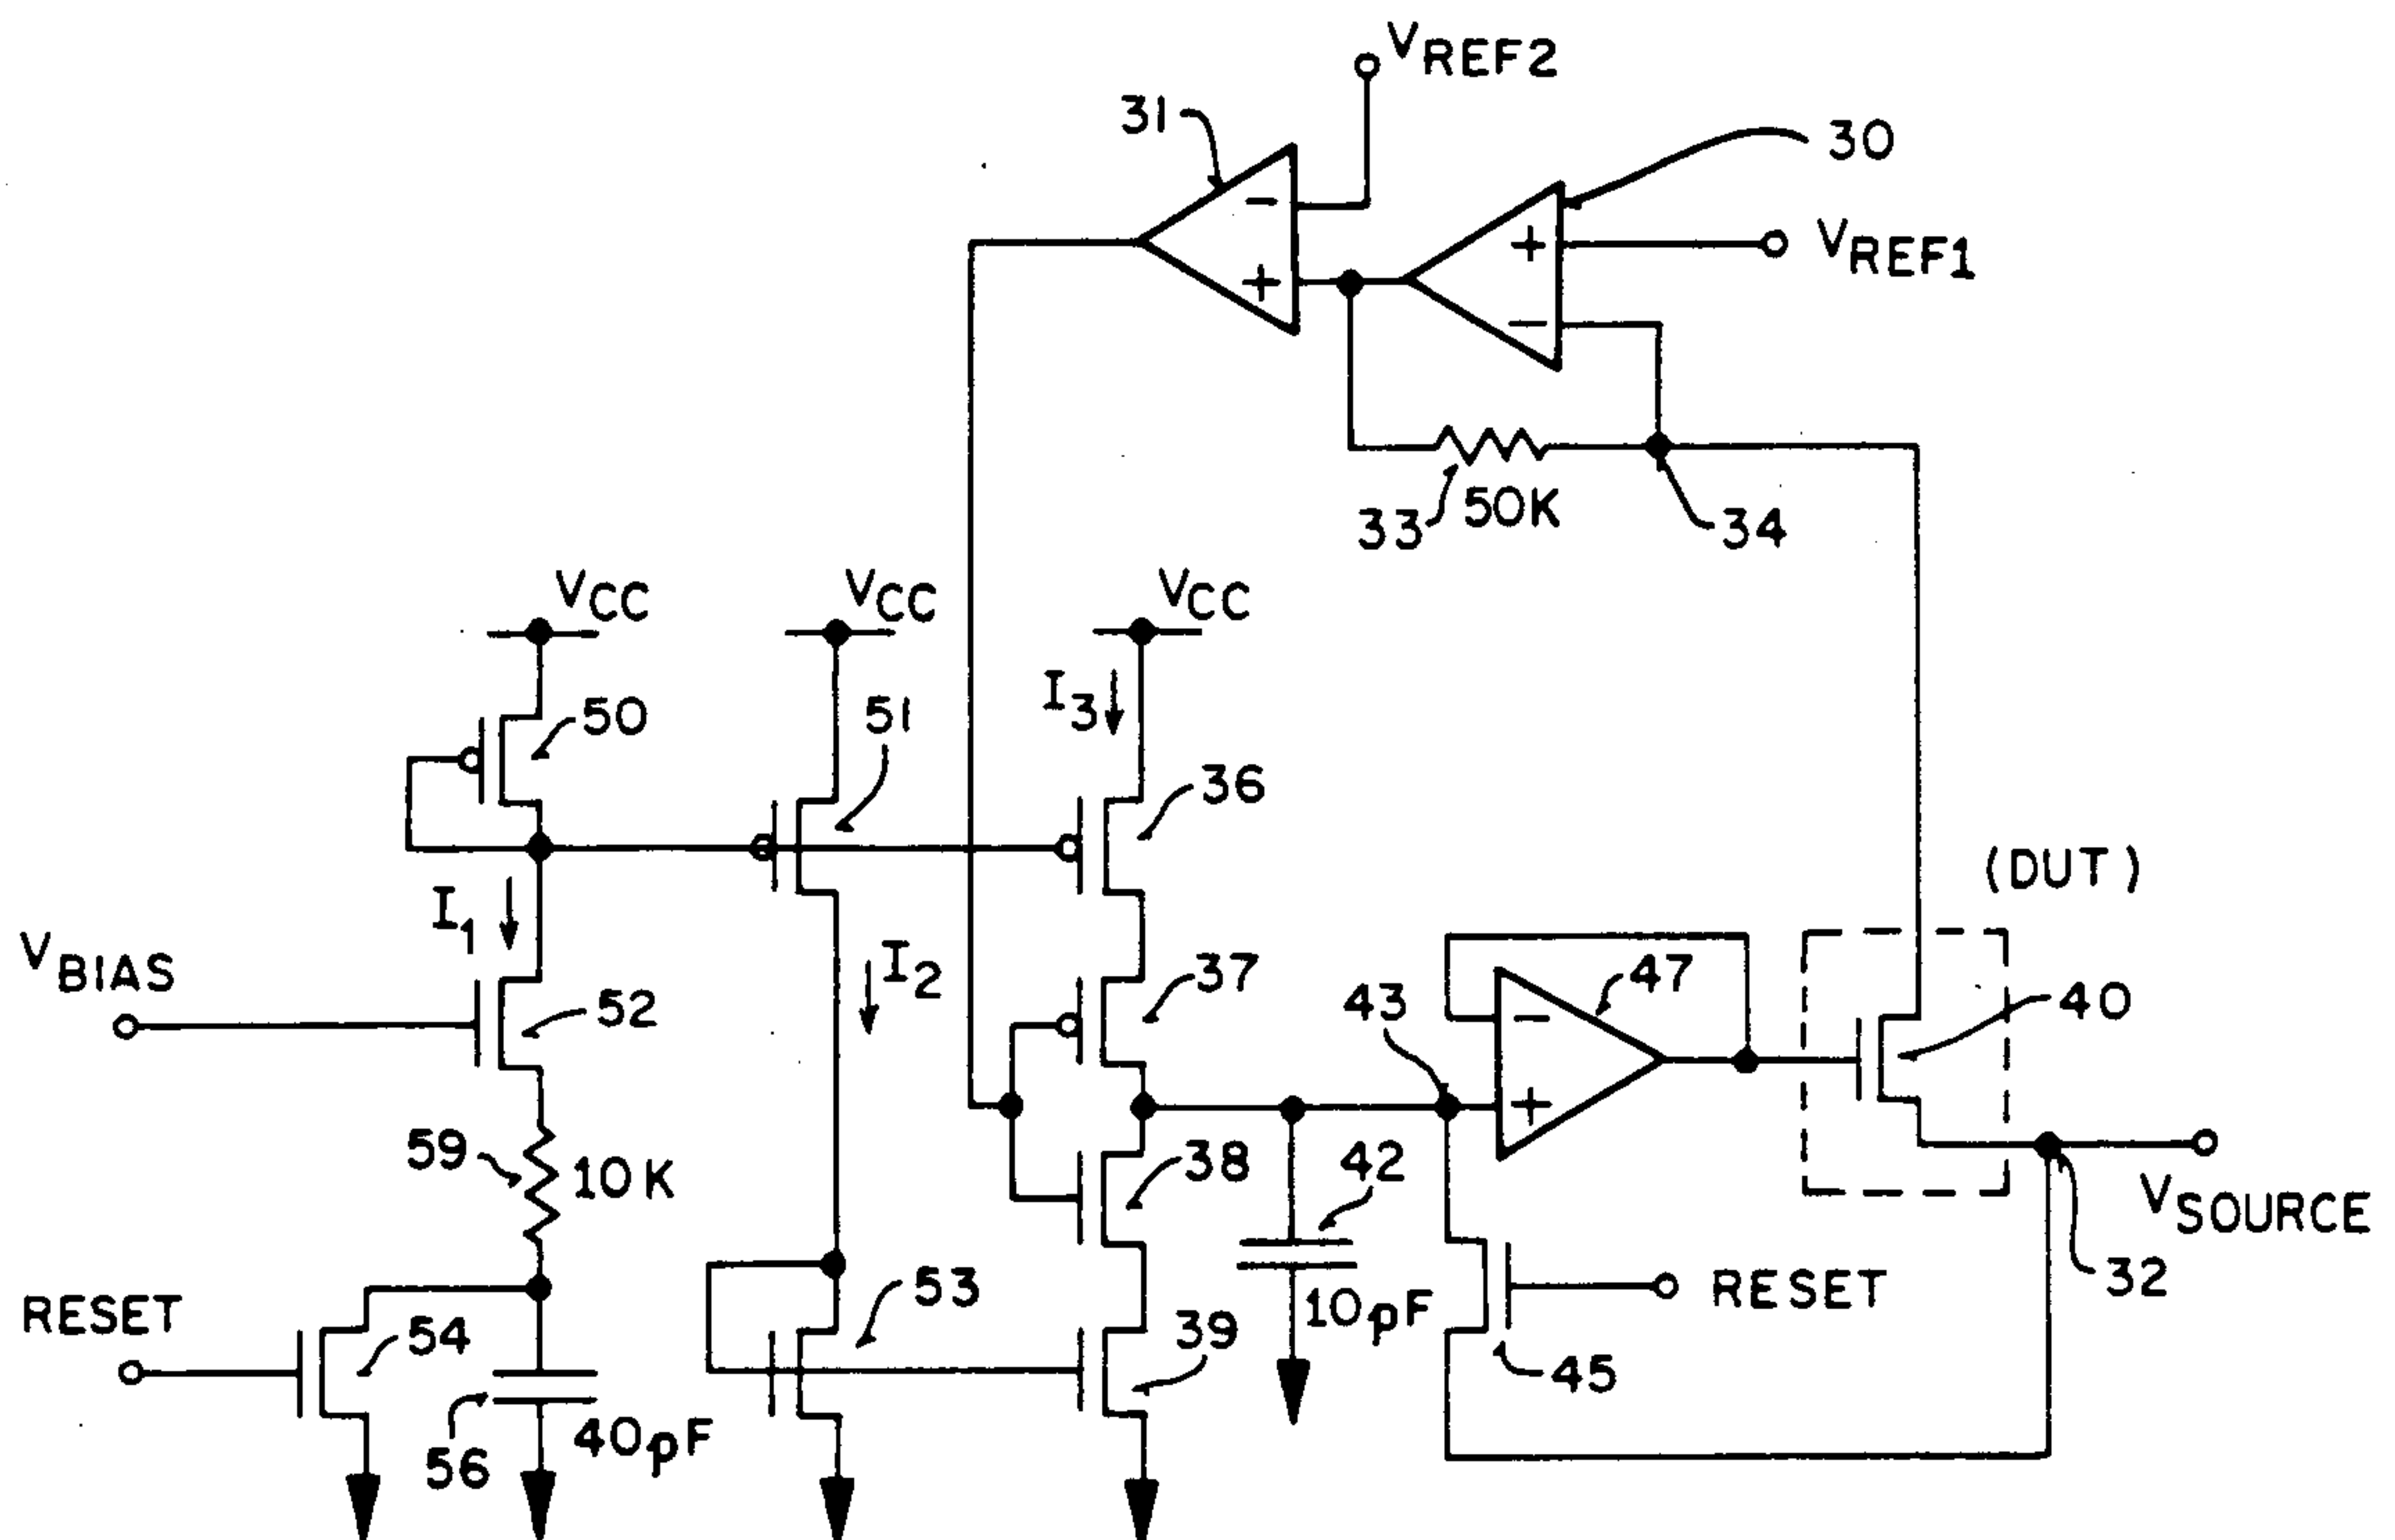 VREF2
31
30
+
VREF1
-
+
-
33
50K
34
VCC
VCC
VCC
50
51
I3
36
(DUT)
I1
VBIAS
52
I2
37
43
47
40
-
+
59
10K
38
42
VSOURCE
32
RESET
54
53
39
10pF
RESET
45
56
40pF